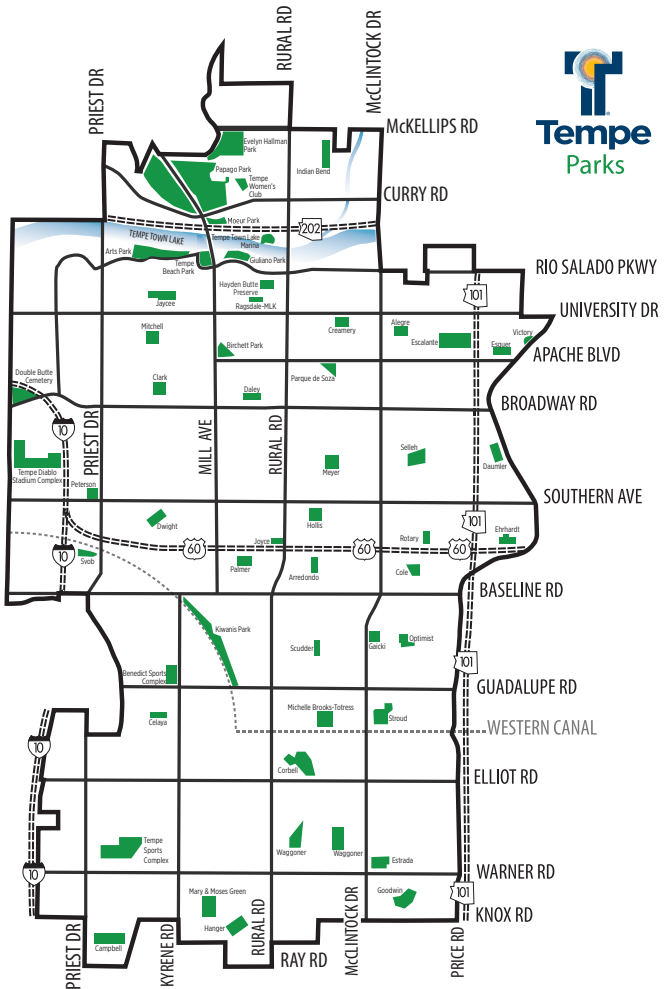 RURAL RD
McCLINTOCK DR
PRIEST DR
Tempe
Parks
McKELLIPS RD
Evelyn Hallman
Park
Papago Park
Indian Bend
Tempe
Women's
Club
CURRY RD
Moeur Park
202
TEMPE TOWN LAKE
Tempe Town Lake
Marina
Arts Park
Tempe
Beach Park
Giuliano Park
RIO SALADO PKWY
Hayden Butte
Preserve
101
Jaycee
Ragsdale-MLK
UNIVERSITY DR
Mitchell
Creamery
Alegre
Escalante
Esquer
Victory
Birchett Park
APACHE BLVD
Double Butte
Cemetery
Clark
Parque de Soza
Daley
BROADWAY RD
10
PRIEST DR
MILL AVE
RURAL RD
Selleh
Meyer
Daumler
Tempe Diablo
Stadium Complex
Peterson
SOUTHERN AVE
Dwight
Hollis
101
Joyce
Rotary
Ehrhardt
60
60
60
10
Svob
Palmer
Arredondo
Cole
BASELINE RD
Kiwanis Park
Scudder
Gaicki
Optimist
101
Benedict Sports
Complex
GUADALUPE RD
Celaya
Michelle Brooks-Totress
Stroud
WESTERN CANAL
10
Corbell
ELLIOT RD
Tempe
Sports
Complex
Waggoner
Waggoner
Estrada
10
WARNER RD
Mary & Moses Green
Goodwin
101
Hanger
KNOX RD
Campbell
PRIEST DR
KYRENE RD
RURAL RD
RAY RD
McCLINTOCK DR
PRICE RD